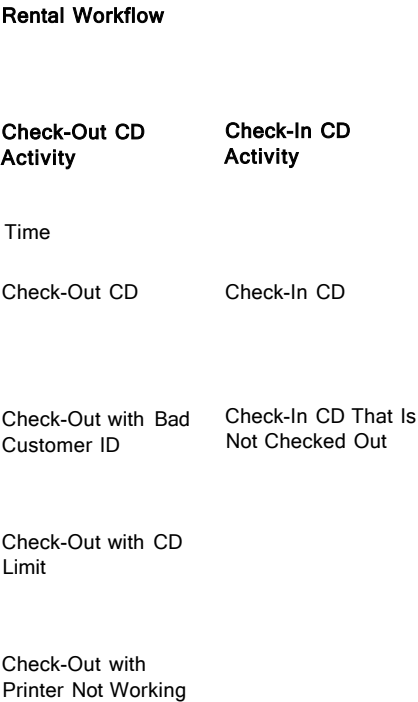 Rental Workflow
Check-Out CD
Activity
Check-In CD
Activity
Time
Check-Out CD
Check-In CD
Check-Out with Bad
Customer ID
Check-In CD That Is
Not Checked Out
Check-Out with CD
Limit
Check-Out with
Printer Not Working